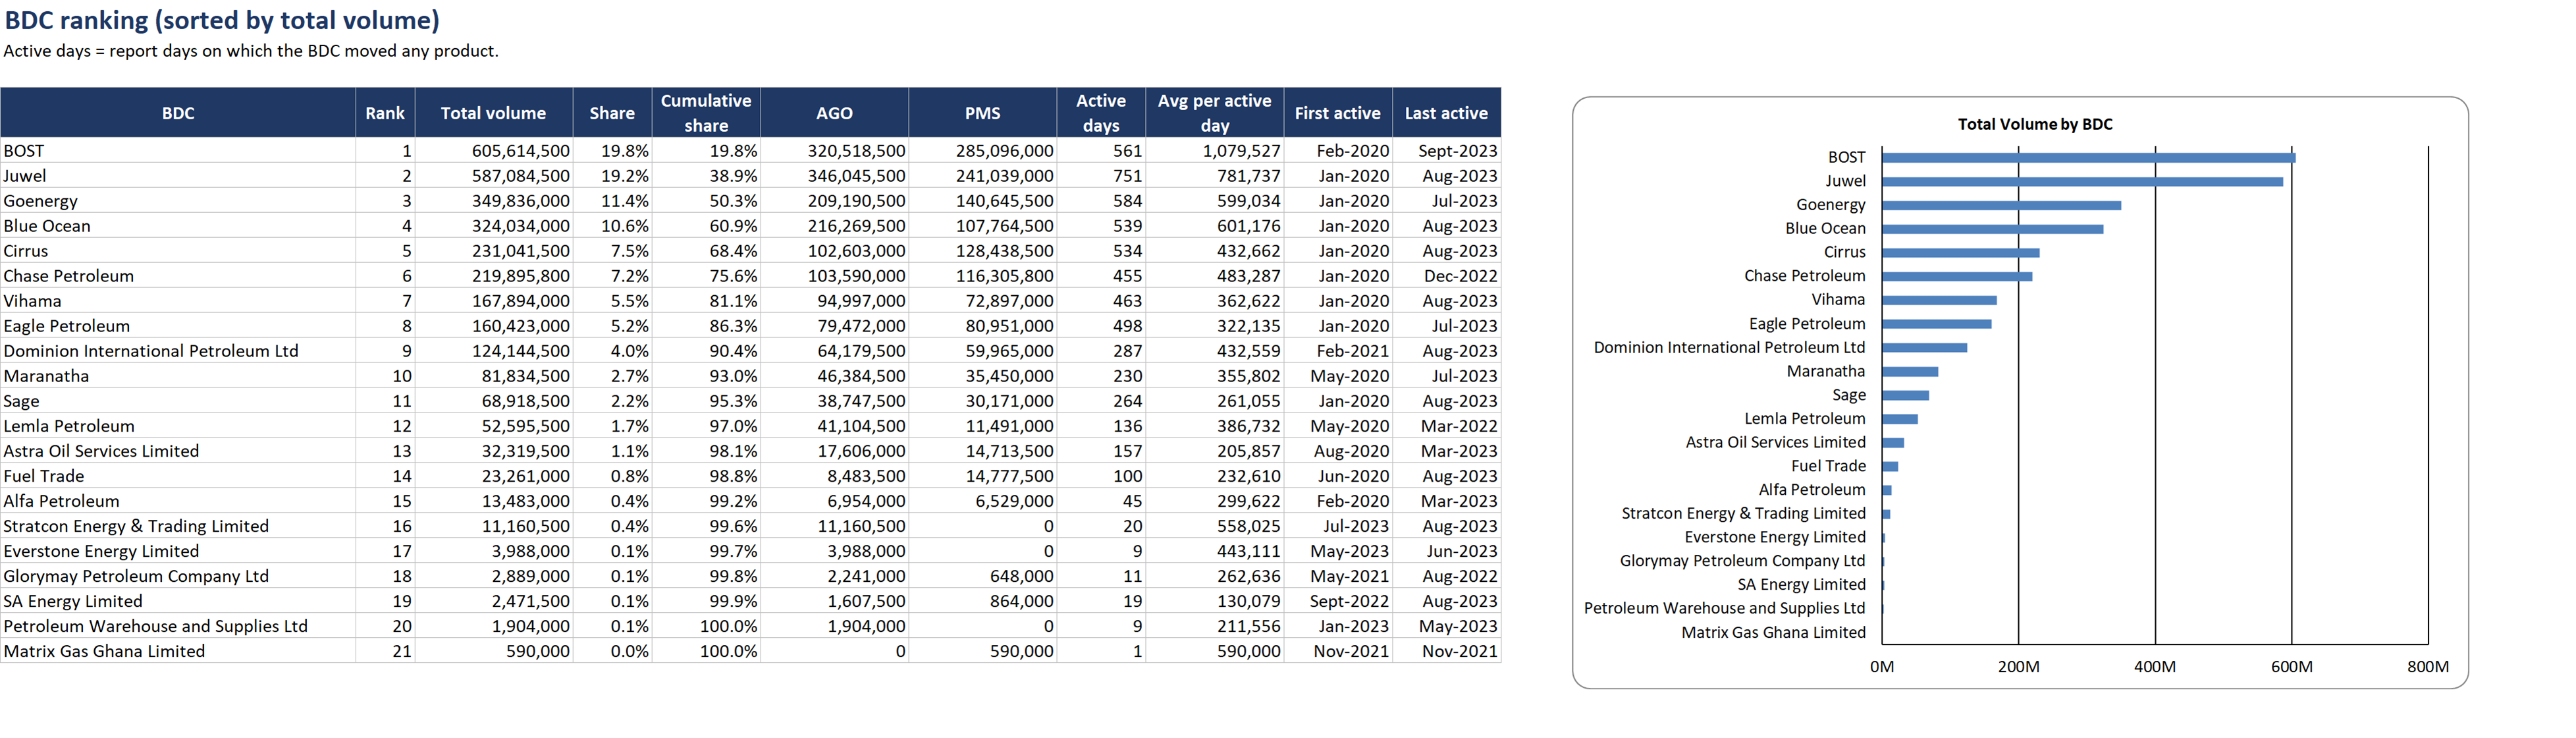 BDC ranking (sorted by total volume)
Active days = report days on which the BDC moved any product.
BDC Rank Total volume Share Cumulative share AGO PMS Active days Avg per active day First active Last active
BOST 1 605,614,500 19.8% 19.8% 320,518,500 285,096,000 561 1,079,527 Feb-2020 Sept-2023
Juwel 2 587,084,500 19.2% 38.9% 346,045,500 241,039,000 751 781,737 Jan-2020 Aug-2023
Goenergy 3 349,836,000 11.4% 50.3% 209,190,500 140,645,500 584 599,034 Jan-2020 Jul-2023
Blue Ocean 4 324,034,000 10.6% 60.9% 216,269,500 107,764,500 539 601,176 Jan-2020 Aug-2023
Cirrus 5 231,041,500 7.5% 68.4% 102,603,000 128,438,500 534 432,662 Jan-2020 Aug-2023
Chase Petroleum 6 219,895,800 7.2% 75.6% 103,590,000 116,305,800 455 483,287 Jan-2020 Dec-2022
Vihama 7 167,894,000 5.5% 81.1% 94,997,000 72,897,000 463 362,622 Jan-2020 Aug-2023
Eagle Petroleum 8 160,423,000 5.2% 86.3% 79,472,000 80,951,000 498 322,135 Jan-2020 Jul-2023
Dominion International Petroleum Ltd 9 124,144,500 4.0% 90.4% 64,179,500 59,965,000 287 432,559 Feb-2021 Aug-2023
Maranatha 10 81,834,500 2.7% 93.0% 46,384,500 35,450,000 230 355,802 May-2020 Jul-2023
Sage 11 68,918,500 2.2% 95.3% 38,747,500 30,171,000 264 261,055 Jan-2020 Aug-2023
Lemla Petroleum 12 52,595,500 1.7% 97.0% 41,104,500 11,491,000 136 386,732 May-2020 Mar-2022
Astra Oil Services Limited 13 32,319,500 1.1% 98.1% 17,606,000 14,713,500 157 205,857 Aug-2020 Mar-2023
Fuel Trade 14 23,261,000 0.8% 98.8% 8,483,500 14,777,500 100 232,610 Jun-2020 Aug-2023
Alfa Petroleum 15 13,483,000 0.4% 99.2% 6,954,000 6,529,000 45 299,622 Feb-2020 Mar-2023
Stratcon Energy & Trading Limited 16 11,160,500 0.4% 99.6% 11,160,500 0 20 558,025 Jul-2023 Aug-2023
Everstone Energy Limited 17 3,988,000 0.1% 99.7% 3,988,000 0 9 443,111 May-2023 Jun-2023
Glorymay Petroleum Company Ltd 18 2,889,000 0.1% 99.8% 2,241,000 648,000 11 262,636 May-2021 Aug-2022
SA Energy Limited 19 2,471,500 0.1% 99.9% 1,607,500 864,000 19 130,079 Sept-2022 Aug-2023
Petroleum Warehouse and Supplies Ltd 20 1,904,000 0.1% 100.0% 1,904,000 0 9 211,556 Jan-2023 May-2023
Matrix Gas Ghana Limited 21 590,000 0.0% 100.0% 0 590,000 1 590,000 Nov-2021 Nov-2021
Total Volume by BDC
BOST
Juwel
Goenergy
Blue Ocean
Cirrus
Chase Petroleum
Vihama
Eagle Petroleum
Dominion International Petroleum Ltd
Maranatha
Sage
Lemla Petroleum
Astra Oil Services Limited
Fuel Trade
Alfa Petroleum
Stratcon Energy & Trading Limited
Everstone Energy Limited
Glorymay Petroleum Company Ltd
SA Energy Limited
Petroleum Warehouse and Supplies Ltd
Matrix Gas Ghana Limited
0M 200M 400M 600M 800M